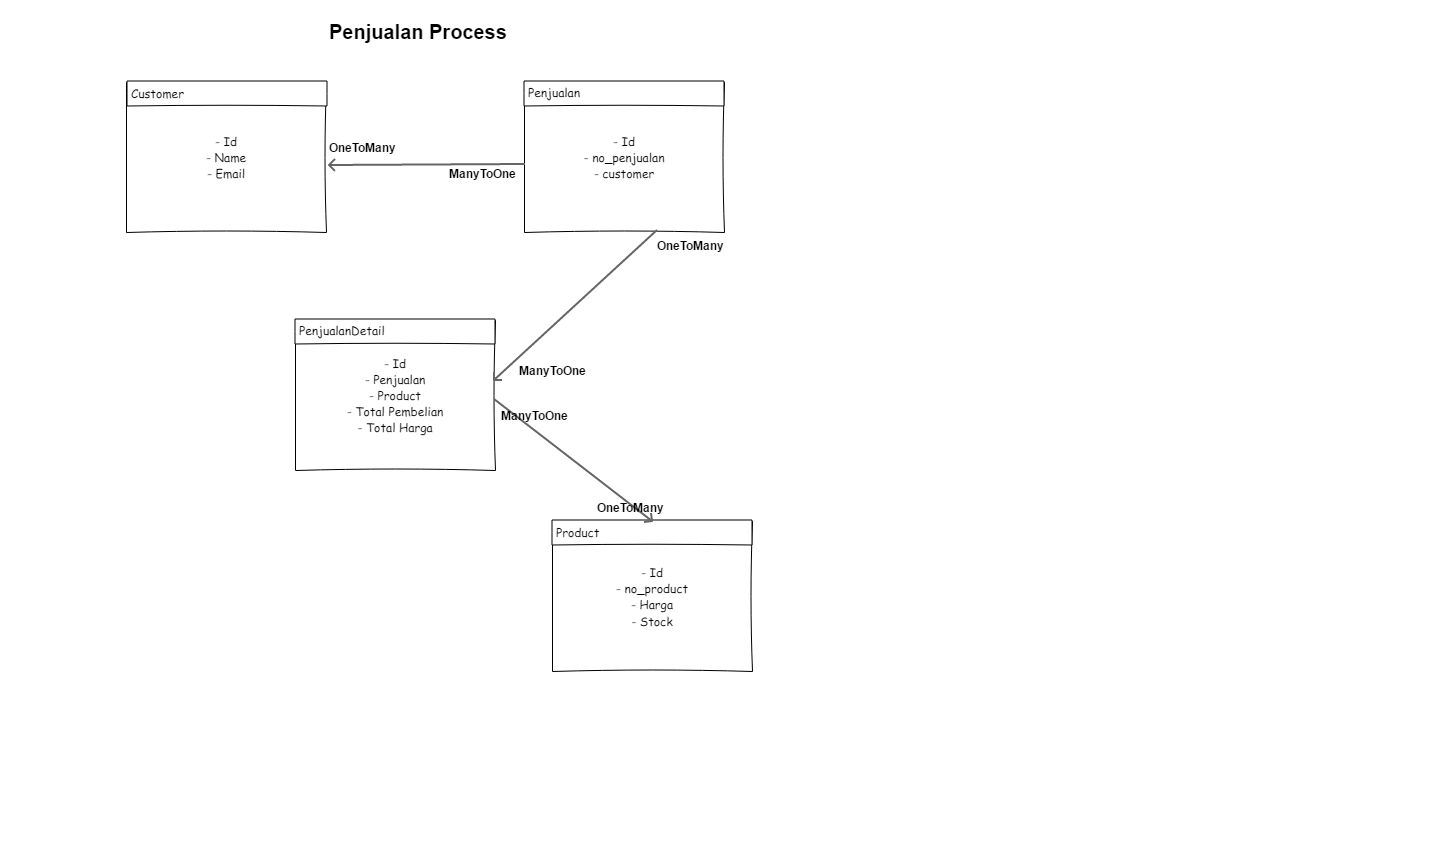 Penjualan Process
Customer
- Id
- Name
- Email
OneToMany
ManyToOne
Penjualan
- Id
- no_penjualan
- customer
OneToMany
PenjualanDetail
- Id
- Penjualan
- Product
- Total Pembelian
- Total Harga
ManyToOne
ManyToOne
OneToMany
Product
- Id
- no_product
- Harga
- Stock